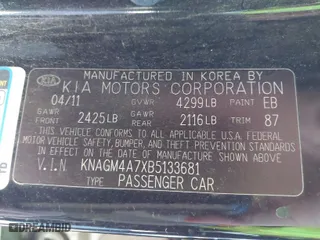 MANUFACTURED IN KOREA BY
KIA KIA MOTORS CORPORATION
04/11 GVWR 4299LB PAINT EB
GAWR FRONT 2425LB GAWR REAR 2116LB TRIM 87
THIS VEHICLE CONFORMS TO ALL APPLICABLE U.S. FEDERAL
MOTOR VEHICLE SAFETY, BUMPER, AND THEFT
PREVENTION STANDARDS IN EFFECT ON THE DATE OF
MANUFACTURE SHOWN ABOVE.
V.I.N. KNAGM4A7XB5133681
TYPE PASSENGER CAR
DREAMBID